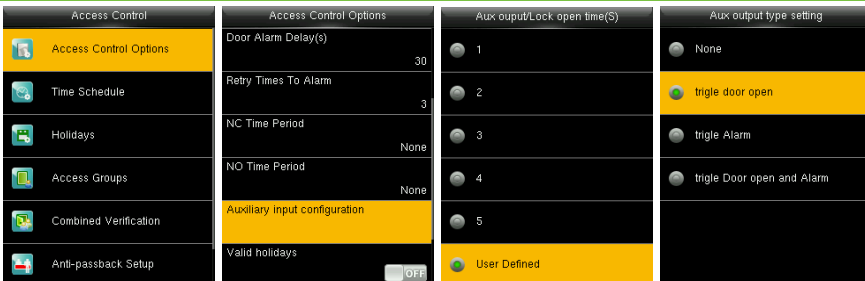 Access Control
Access Control Options
Time Schedule
Holidays
Access Groups
Combined Verification
Anti-passback Setup
Access Control Options
Door Alarm Delay(s)
30
Retry Times To Alarm
3
NC Time Period
None
NO Time Period
None
Auxiliary input configuration
Valid holidays
OFF
Aux ouput/Lock open time(S)
1
2
3
4
5
User Defined
Aux output type setting
None
trigle door open
trigle Alarm
trigle Door open and Alarm